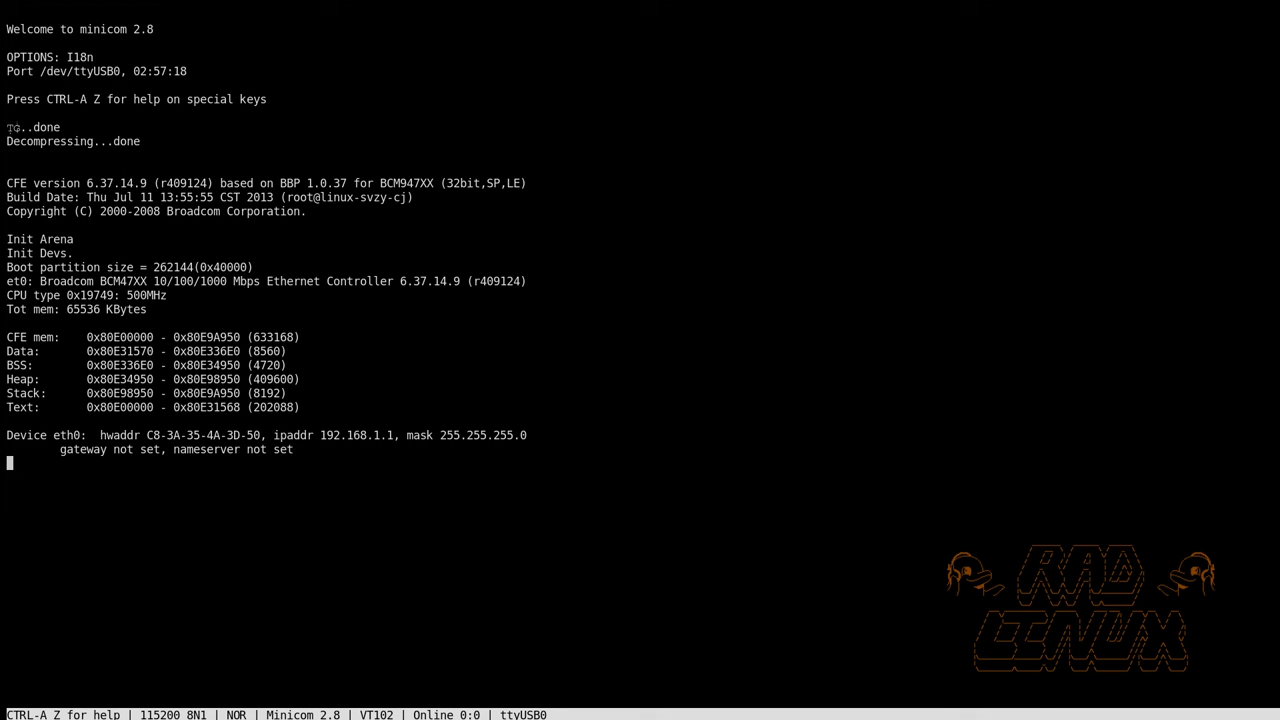 Welcome to minicom 2.8
OPTIONS: I18n
Port /dev/ttyUSB0, 02:57:18
Press CTRL-A Z for help on special keys
..done
Decompressing...done
CFE version 6.37.14.9 (r409124) based on BBP 1.0.37 for BCM947XX (32bit,SP,LE)
Build Date: Thu Jul 11 13:55:55 CST 2013 (root@linux-svzy-cj)
Copyright (C) 2000-2008 Broadcom Corporation.
Init Arena
Init Devs.
Boot partition size = 262144(0x40000)
et0: Broadcom BCM47XX 10/100/1000 Mbps Ethernet Controller 6.37.14.9 (r409124)
CPU type 0x19749: 500MHz
Tot mem: 65536 KBytes
CFE mem:    0x80E00000 - 0x80E9A950 (633168)
Data:       0x80E31570 - 0x80E336E0 (8560)
BSS:        0x80E336E0 - 0x80E34950 (4720)
Heap:       0x80E34950 - 0x80E98950 (409600)
Stack:      0x80E98950 - 0x80E9A950 (8192)
Text:       0x80E00000 - 0x80E31568 (202088)
Device eth0:  hwaddr C8-3A-35-4A-3D-50, ipaddr 192.168.1.1, mask 255.255.255.0
gateway not set, nameserver not set
RAD
LINUX
CTRL-A Z for help | 115200 8N1 | NOR | Minicom 2.8 | VT102 | Online 0:0 | ttyUSB0